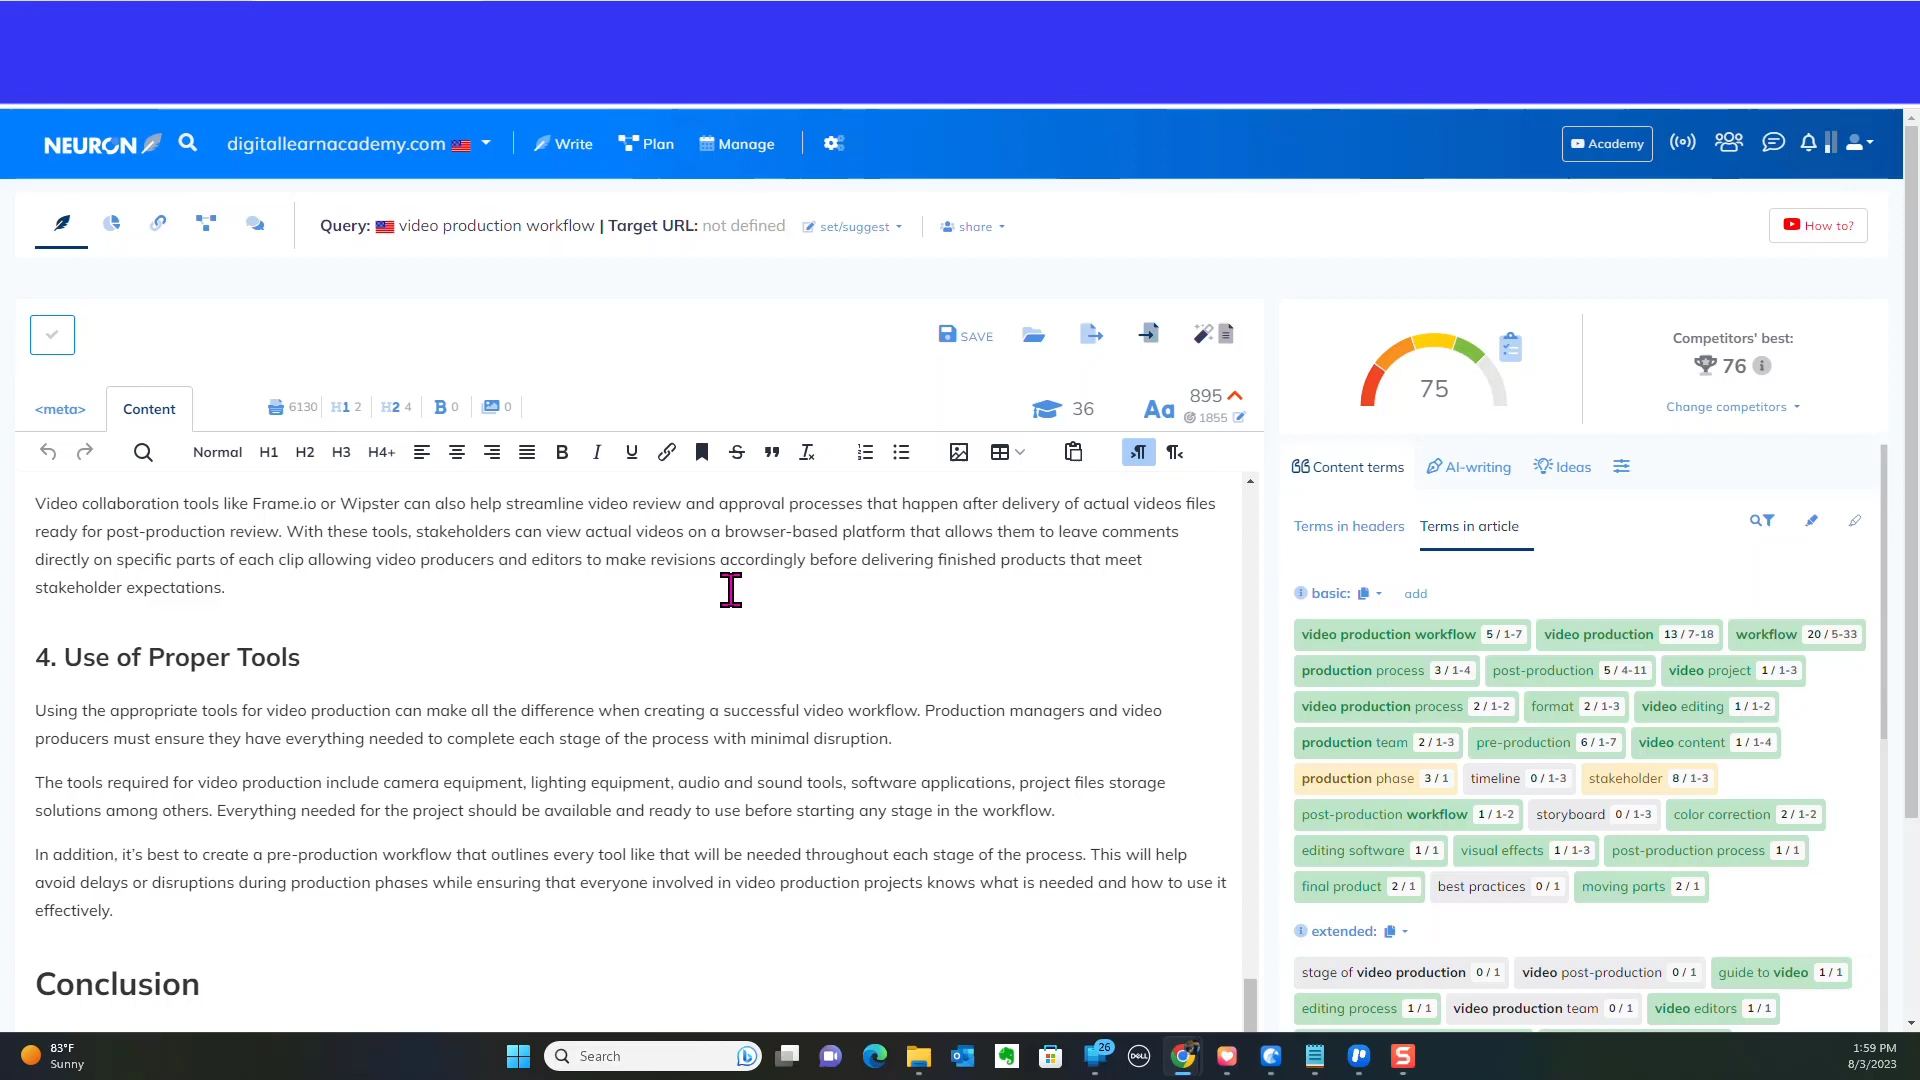 NEURON digitallearnacademy.com Write Plan Manage Academy
Query: video production workflow | Target URL: not defined set/suggest share How to?
SAVE
75
Competitors' best:
76
Change competitors
<meta> Content 6130 H1 2 H2 4 B 0 0 36 Aa 895
1855
Normal H1 H2 H3 H4+ B I U
Video collaboration tools like Frame.io or Wipster can also help streamline video review and approval processes that happen after delivery of actual videos files
ready for post-production review. With these tools, stakeholders can view actual videos on a browser-based platform that allows them to leave comments
directly on specific parts of each clip allowing video producers and editors to make revisions accordingly before delivering finished products that meet
stakeholder expectations.
4. Use of Proper Tools
Using the appropriate tools for video production can make all the difference when creating a successful video workflow. Production managers and video
producers must ensure they have everything needed to complete each stage of the process with minimal disruption.
The tools required for video production include camera equipment, lighting equipment, audio and sound tools, software applications, project files storage
solutions among others. Everything needed for the project should be available and ready to use before starting any stage in the workflow.
In addition, it's best to create a pre-production workflow that outlines every tool like that will be needed throughout each stage of the process. This will help
avoid delays or disruptions during production phases while ensuring that everyone involved in video production projects knows what is needed and how to use it
effectively.
Conclusion
Content terms AI-writing Ideas
Terms in headers Terms in article
basic: add
video production workflow 5 / 1-7 video production 13 / 7-18 workflow 20 / 5-33
production process 3 / 1-4 post-production 5 / 4-11 video project 1 / 1-3
video production process 2 / 1-2 format 2 / 1-3 video editing 1 / 1-2
production team 2 / 1-3 pre-production 6 / 1-7 video content 1 / 1-4
production phase 3 / 1 timeline 0 / 1-3 stakeholder 8 / 1-3
post-production workflow 1 / 1-2 storyboard 0 / 1-3 color correction 2 / 1-2
editing software 1 / 1 visual effects 1 / 1-3 post-production process 1 / 1
final product 2 / 1 best practices 0 / 1 moving parts 2 / 1
extended:
stage of video production 0 / 1 video post-production 0 / 1 guide to video 1 / 1
editing process 1 / 1 video production team 0 / 1 video editors 1 / 1
83°F
Sunny
Search
26
DELL
S
1:59 PM
8/3/2023